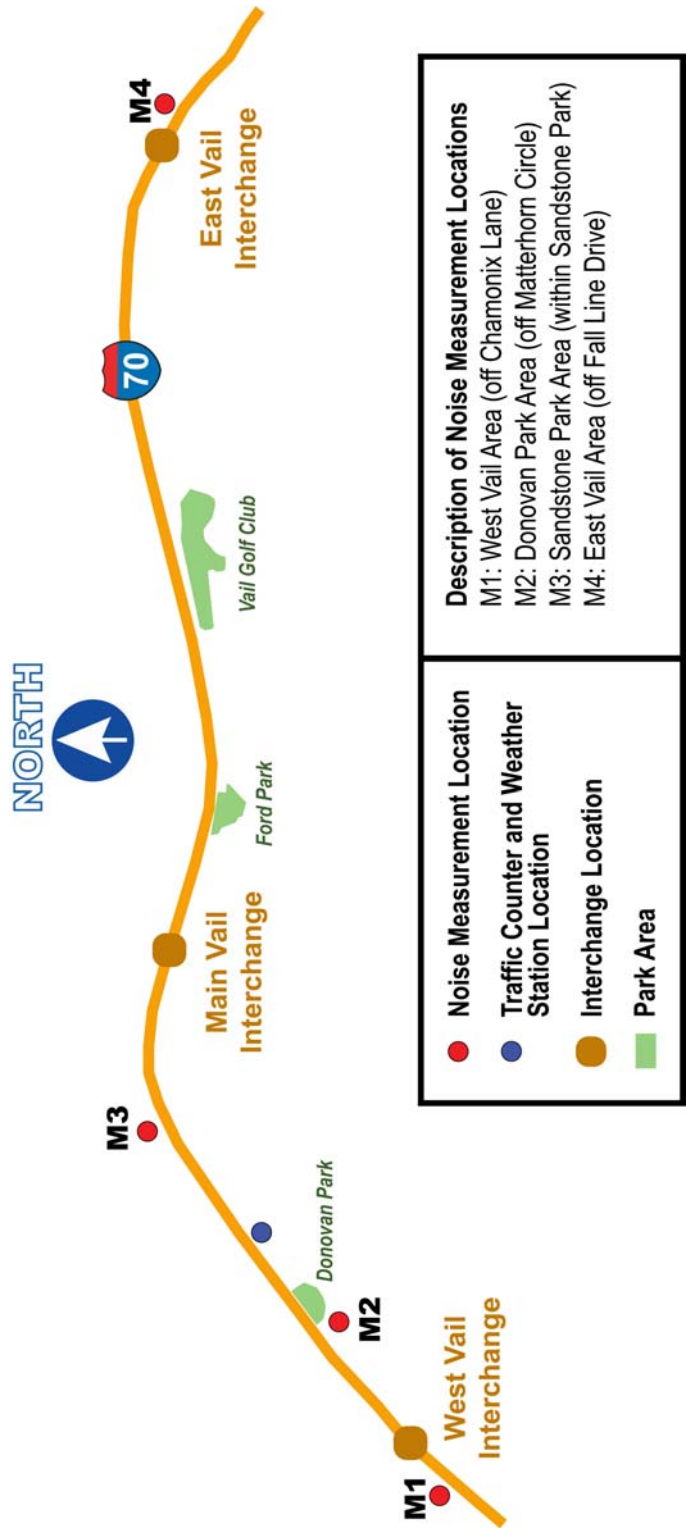 NORTH
70
M4
East Vail
Interchange
Vail Golf Club
Ford Park
Main Vail
Interchange
M3
Donovan Park
M2
West Vail
Interchange
M1
Noise Measurement Location
Traffic Counter and Weather
Station Location
Interchange Location
Park Area
Description of Noise Measurement Locations
M1: West Vail Area (off Chamonix Lane)
M2: Donovan Park Area (off Matterhorn Circle)
M3: Sandstone Park Area (within Sandstone Park)
M4: East Vail Area (off Fall Line Drive)